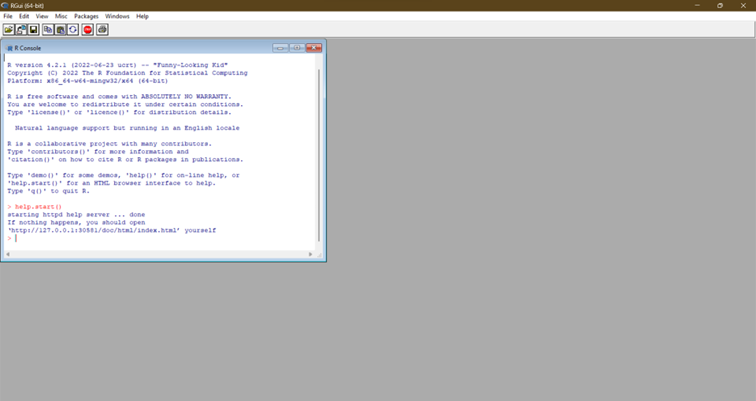 RGui (64-bit)
File Edit View Misc Packages Windows Help
R Console
R version 4.2.1 (2022-06-23 ucrt) -- "Funny-Looking Kid"
Copyright (C) 2022 The R Foundation for Statistical Computing
Platform: x86_64-w64-mingw32/x64 (64-bit)
R is free software and comes with ABSOLUTELY NO WARRANTY.
You are welcome to redistribute it under certain conditions.
Type 'license()' or 'licence()' for distribution details.
Natural language support but running in an English locale
R is a collaborative project with many contributors.
Type 'contributors()' for more information and
'citation()' on how to cite R or R packages in publications.
Type 'demo()' for some demos, 'help()' for on-line help, or
'help.start()' for an HTML browser interface to help.
Type 'q()' to quit R.
> help.start()
starting httpd help server ... done
If nothing happens, you should open
‘http://127.0.0.1:30881/doc/html/index.html’ yourself
>